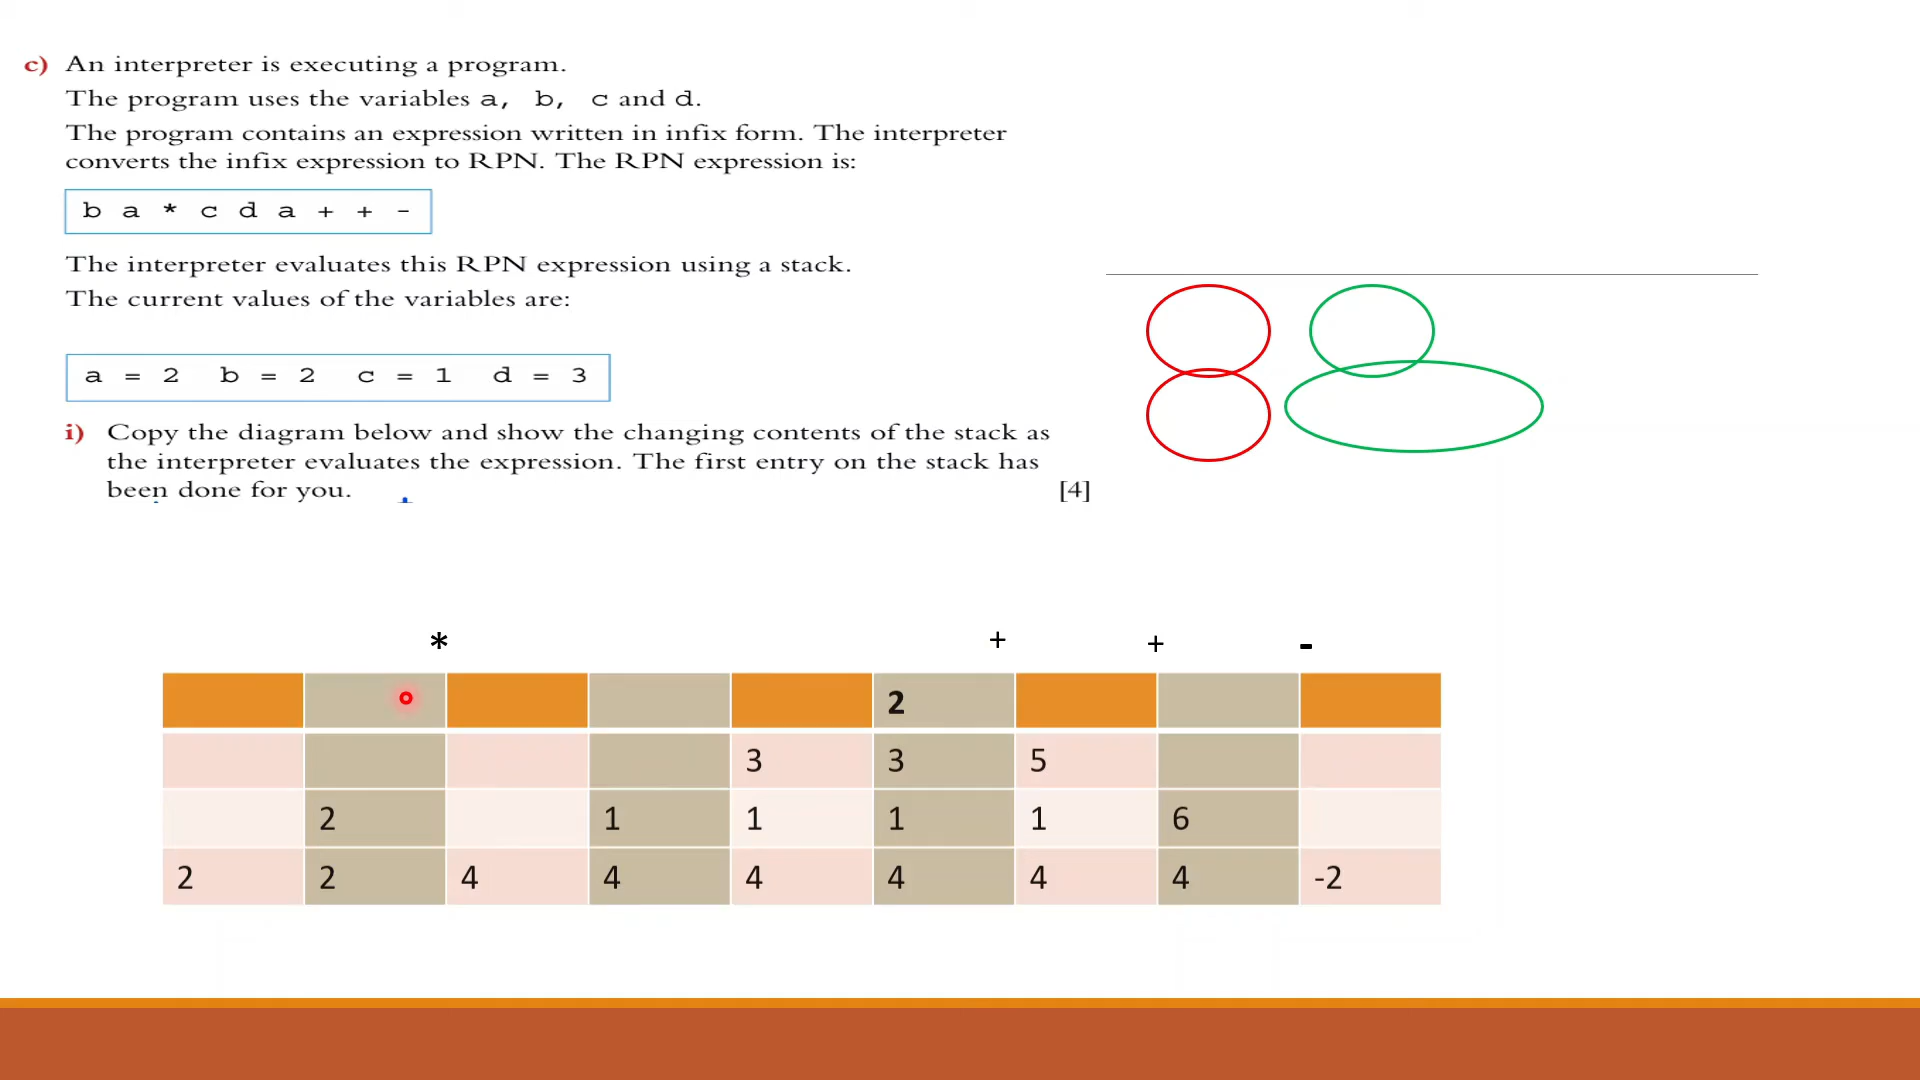 c) An interpreter is executing a program.
The program uses the variables a, b, c and d.
The program contains an expression written in infix form. The interpreter
converts the infix expression to RPN. The RPN expression is:
b a * c d a + + -
The interpreter evaluates this RPN expression using a stack.
The current values of the variables are:
a = 2 b = 2 c = 1 d = 3
i) Copy the diagram below and show the changing contents of the stack as
the interpreter evaluates the expression. The first entry on the stack has
been done for you. [4]
* + + -
2
3 3 5
2 1 1 1 1 6
2 2 4 4 4 4 4 4 -2